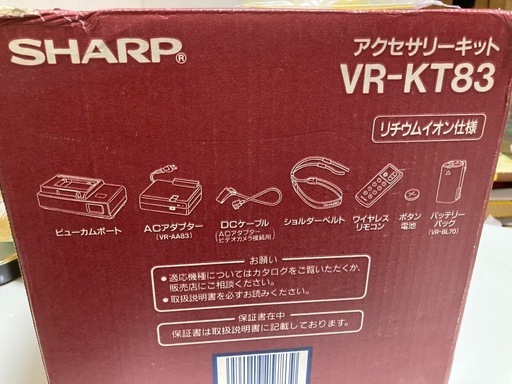 SHARP®
アクセサリーキット
VR-KT83
リチウムイオン仕様
ビューカムポート
ACアダプター
(VR-AA83)
DCケーブル
(ACアダプター/
ビデオカメラ接続用)
ショルダーベルト
ワイヤレス
リモコン
ボタン
電池
バッテリー
パック
(VR-BL70)
お願い
●適応機種についてはカタログをご覧いただくか、
販売店にご相談ください。
●取扱説明書を必ずお読みください。
保証書在中
保証書は取扱説明書に記載しております。